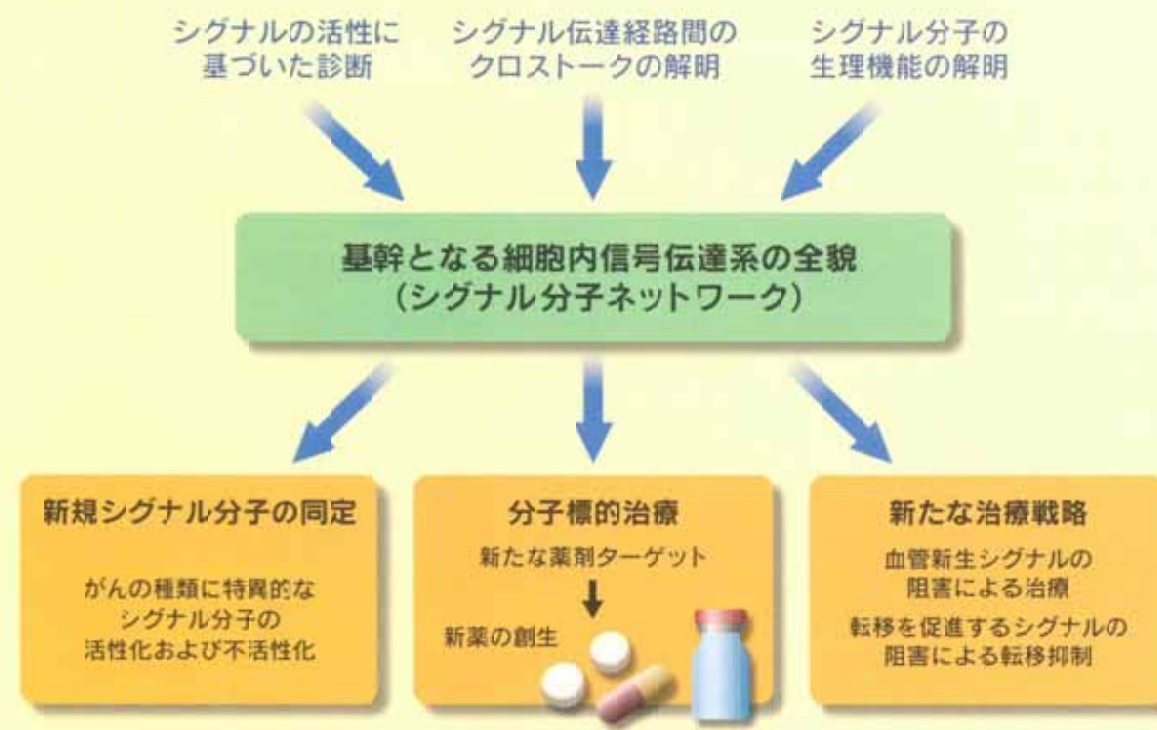 シグナルの活性に
基づいた診断
シグナル伝達経路間の
クロストークの解明
シグナル分子の
生理機能の解明
基幹となる細胞内信号伝達系の全貌
（シグナル分子ネットワーク）
新規シグナル分子の同定
がんの種類に特異的な
シグナル分子の
活性化および不活性化
分子標的治療
新たな薬剤ターゲット
新薬の創生
新たな治療戦略
血管新生シグナルの
阻害による治療
転移を促進するシグナルの
阻害による転移抑制